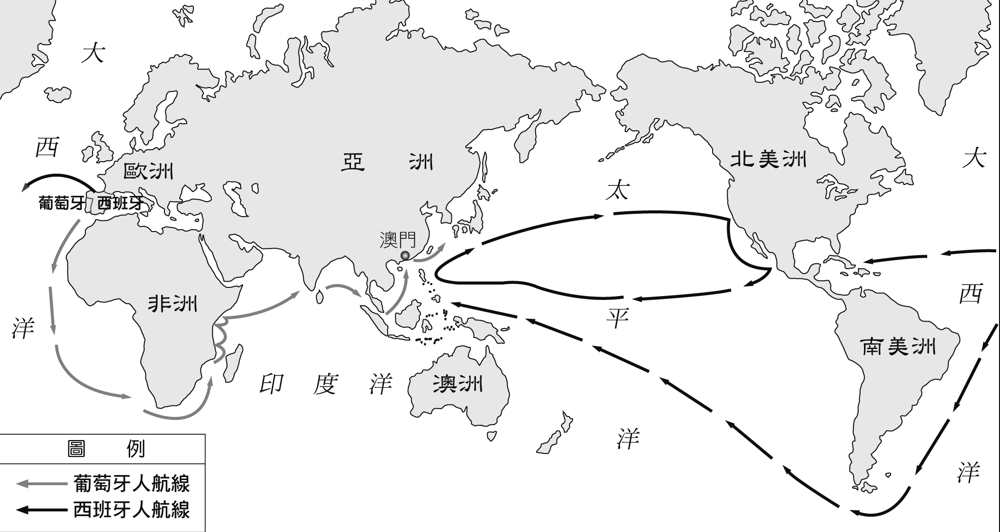 大
西
洋
歐洲
亞洲
北美洲
大
葡萄牙
西班牙
太
澳門
西
非洲
平
南美洲
印度洋
澳洲
洋
洋
圖例
葡萄牙人航線
西班牙人航線